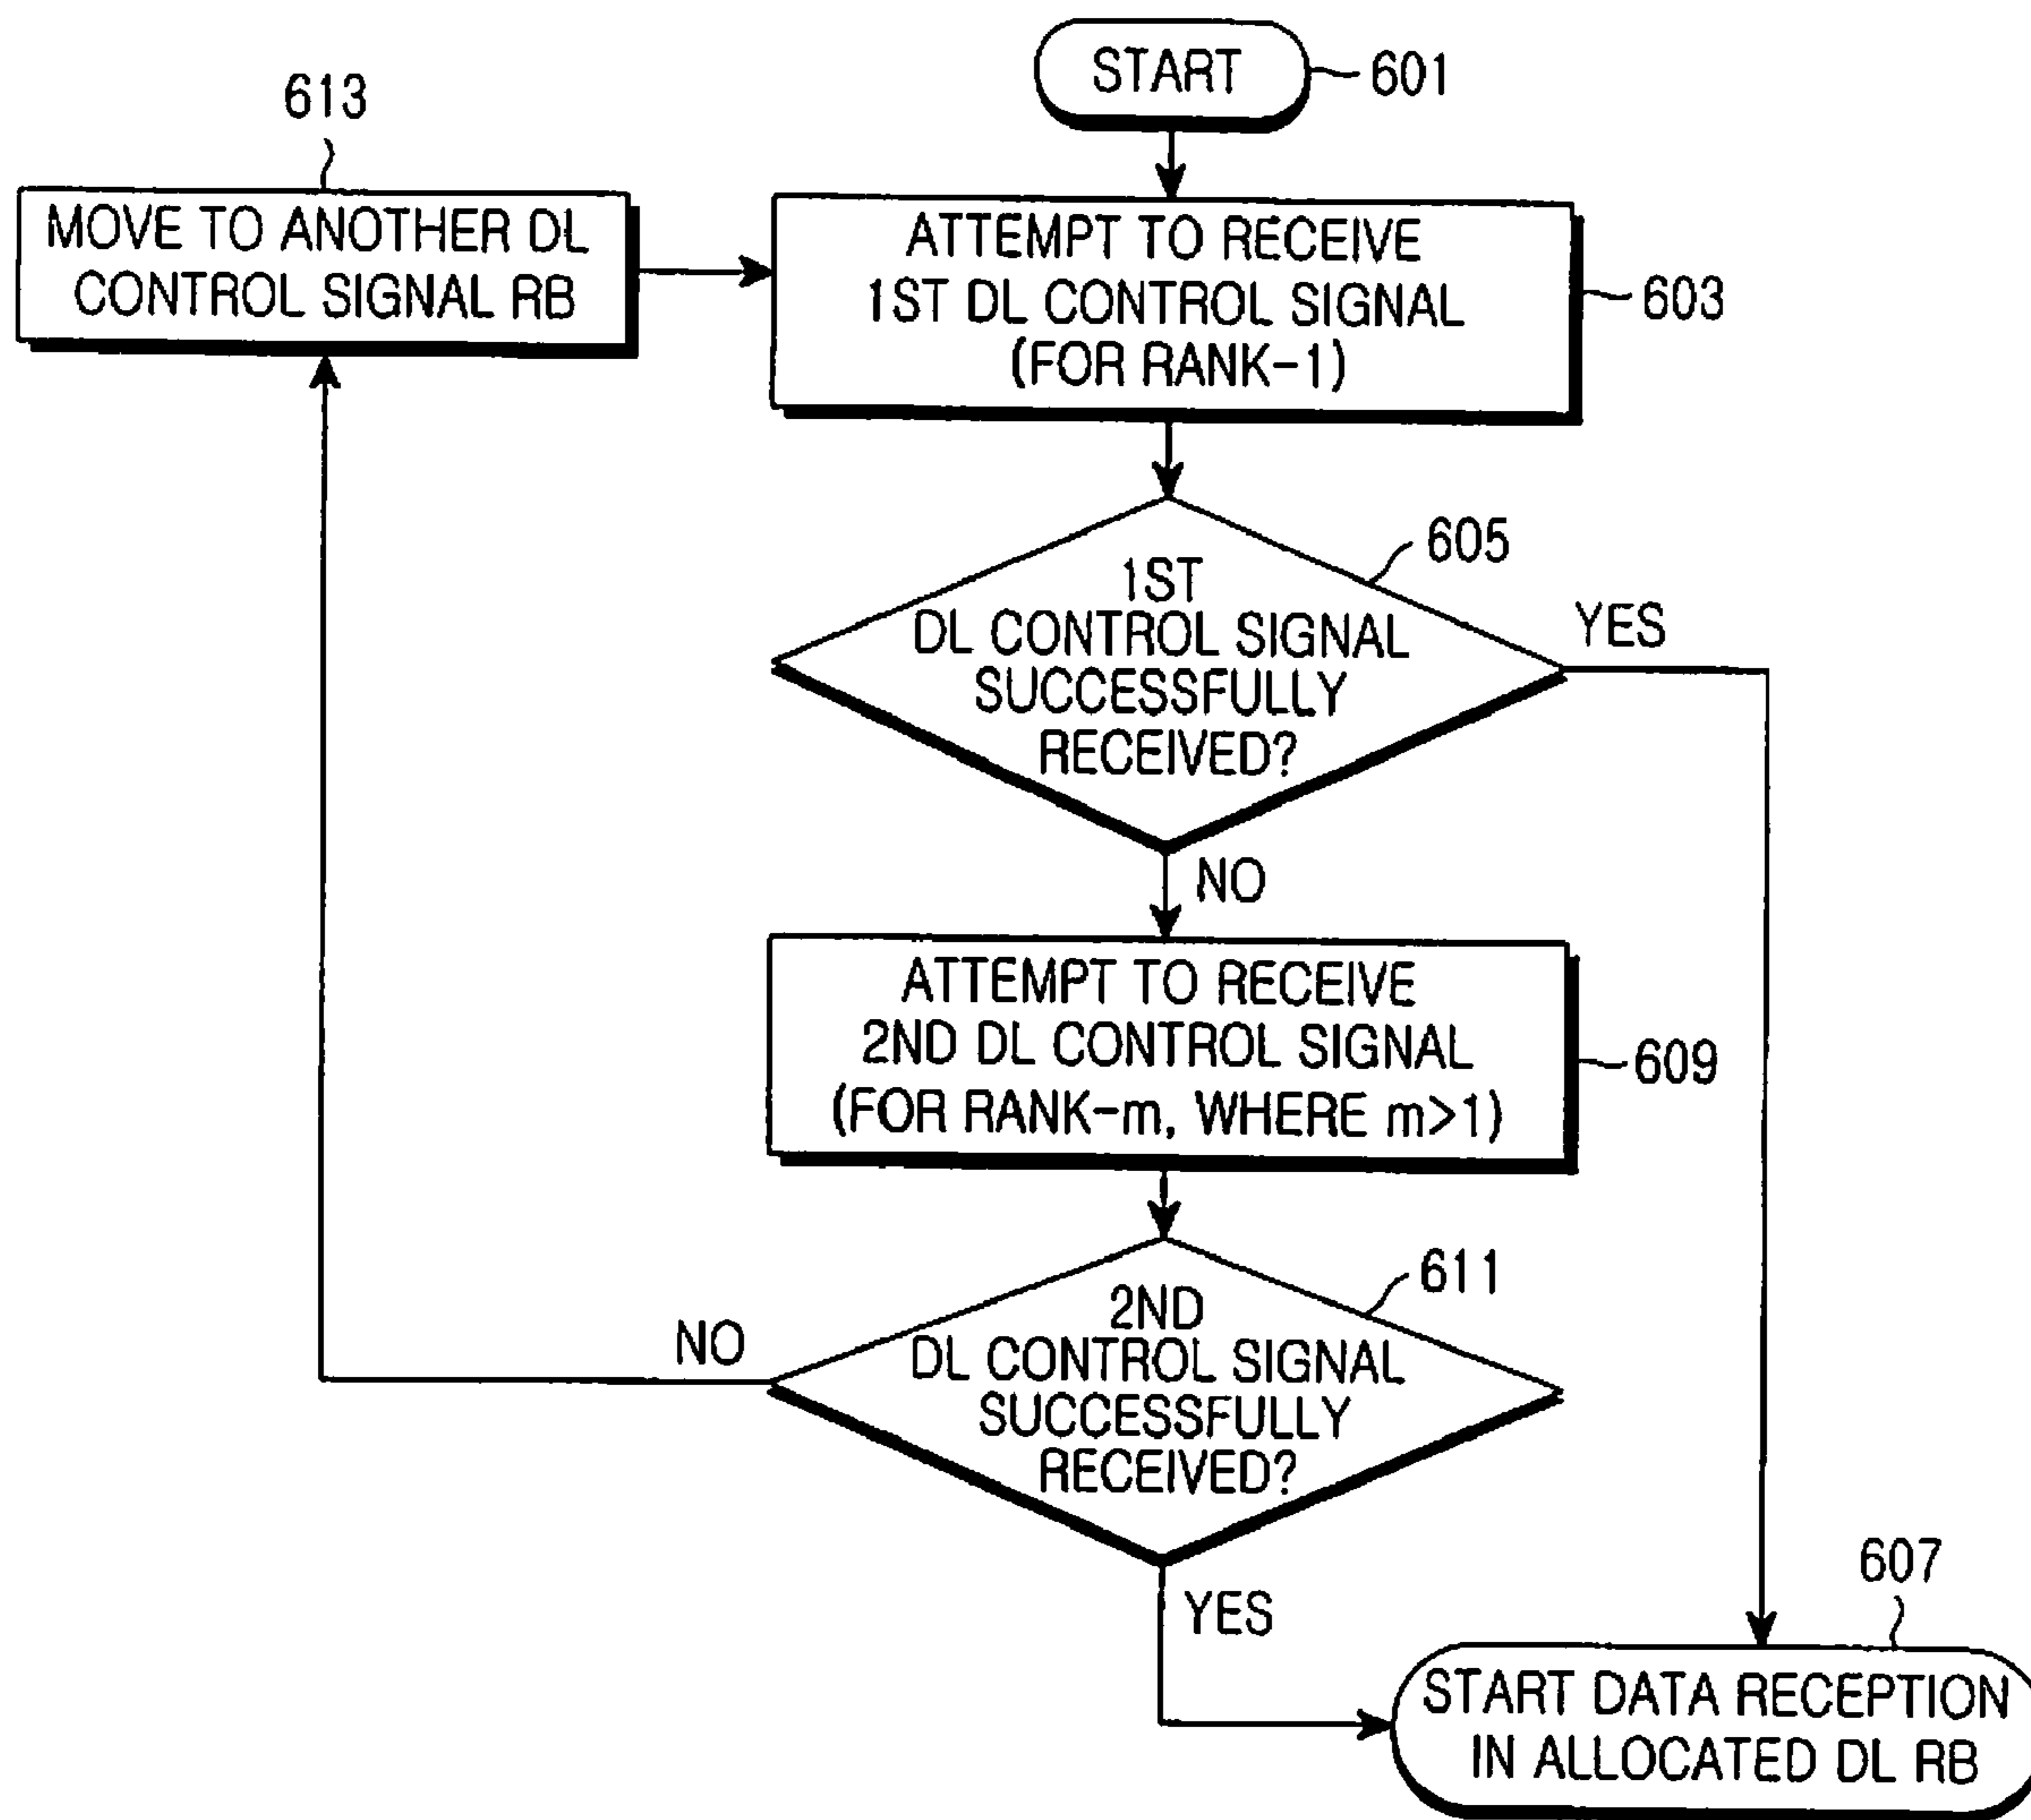 START
601
613
MOVE TO ANOTHER DL
CONTROL SIGNAL RB
ATTEMPT TO RECEIVE
1ST DL CONTROL SIGNAL
(FOR RANK-1)
603
605
1ST
DL CONTROL SIGNAL
SUCCESSFULLY
RECEIVED?
YES
NO
ATTEMPT TO RECEIVE
2ND DL CONTROL SIGNAL
(FOR RANK-m, WHERE m>1)
609
611
2ND
DL CONTROL SIGNAL
SUCCESSFULLY
RECEIVED?
NO
YES
607
START DATA RECEPTION
IN ALLOCATED DL RB